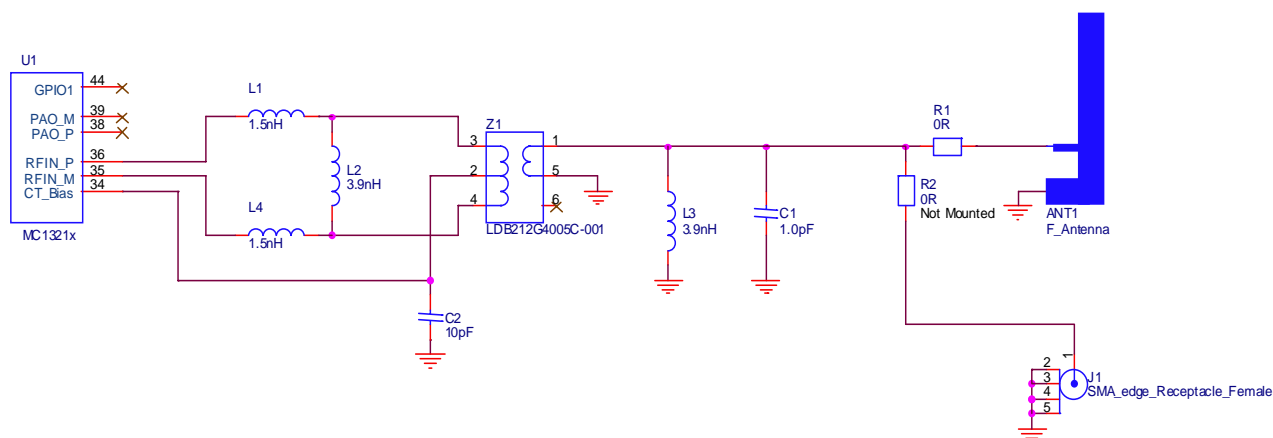 U1
GPIO1
44
PAO_M
39
PAO_P
38
RFIN_P
36
RFIN_M
35
CT_Bias
34
MC1321x
L1
1.5nH
L2
3.9nH
L4
1.5nH
C2
10pF
Z1
3
2
4
1
5
6
LDB212G4005C-001
L3
3.9nH
C1
1.0pF
R1
0R
R2
0R
Not Mounted
ANT1
F_Antenna
1
2
3
4
5
J1
SMA_edge_Receptacle_Female